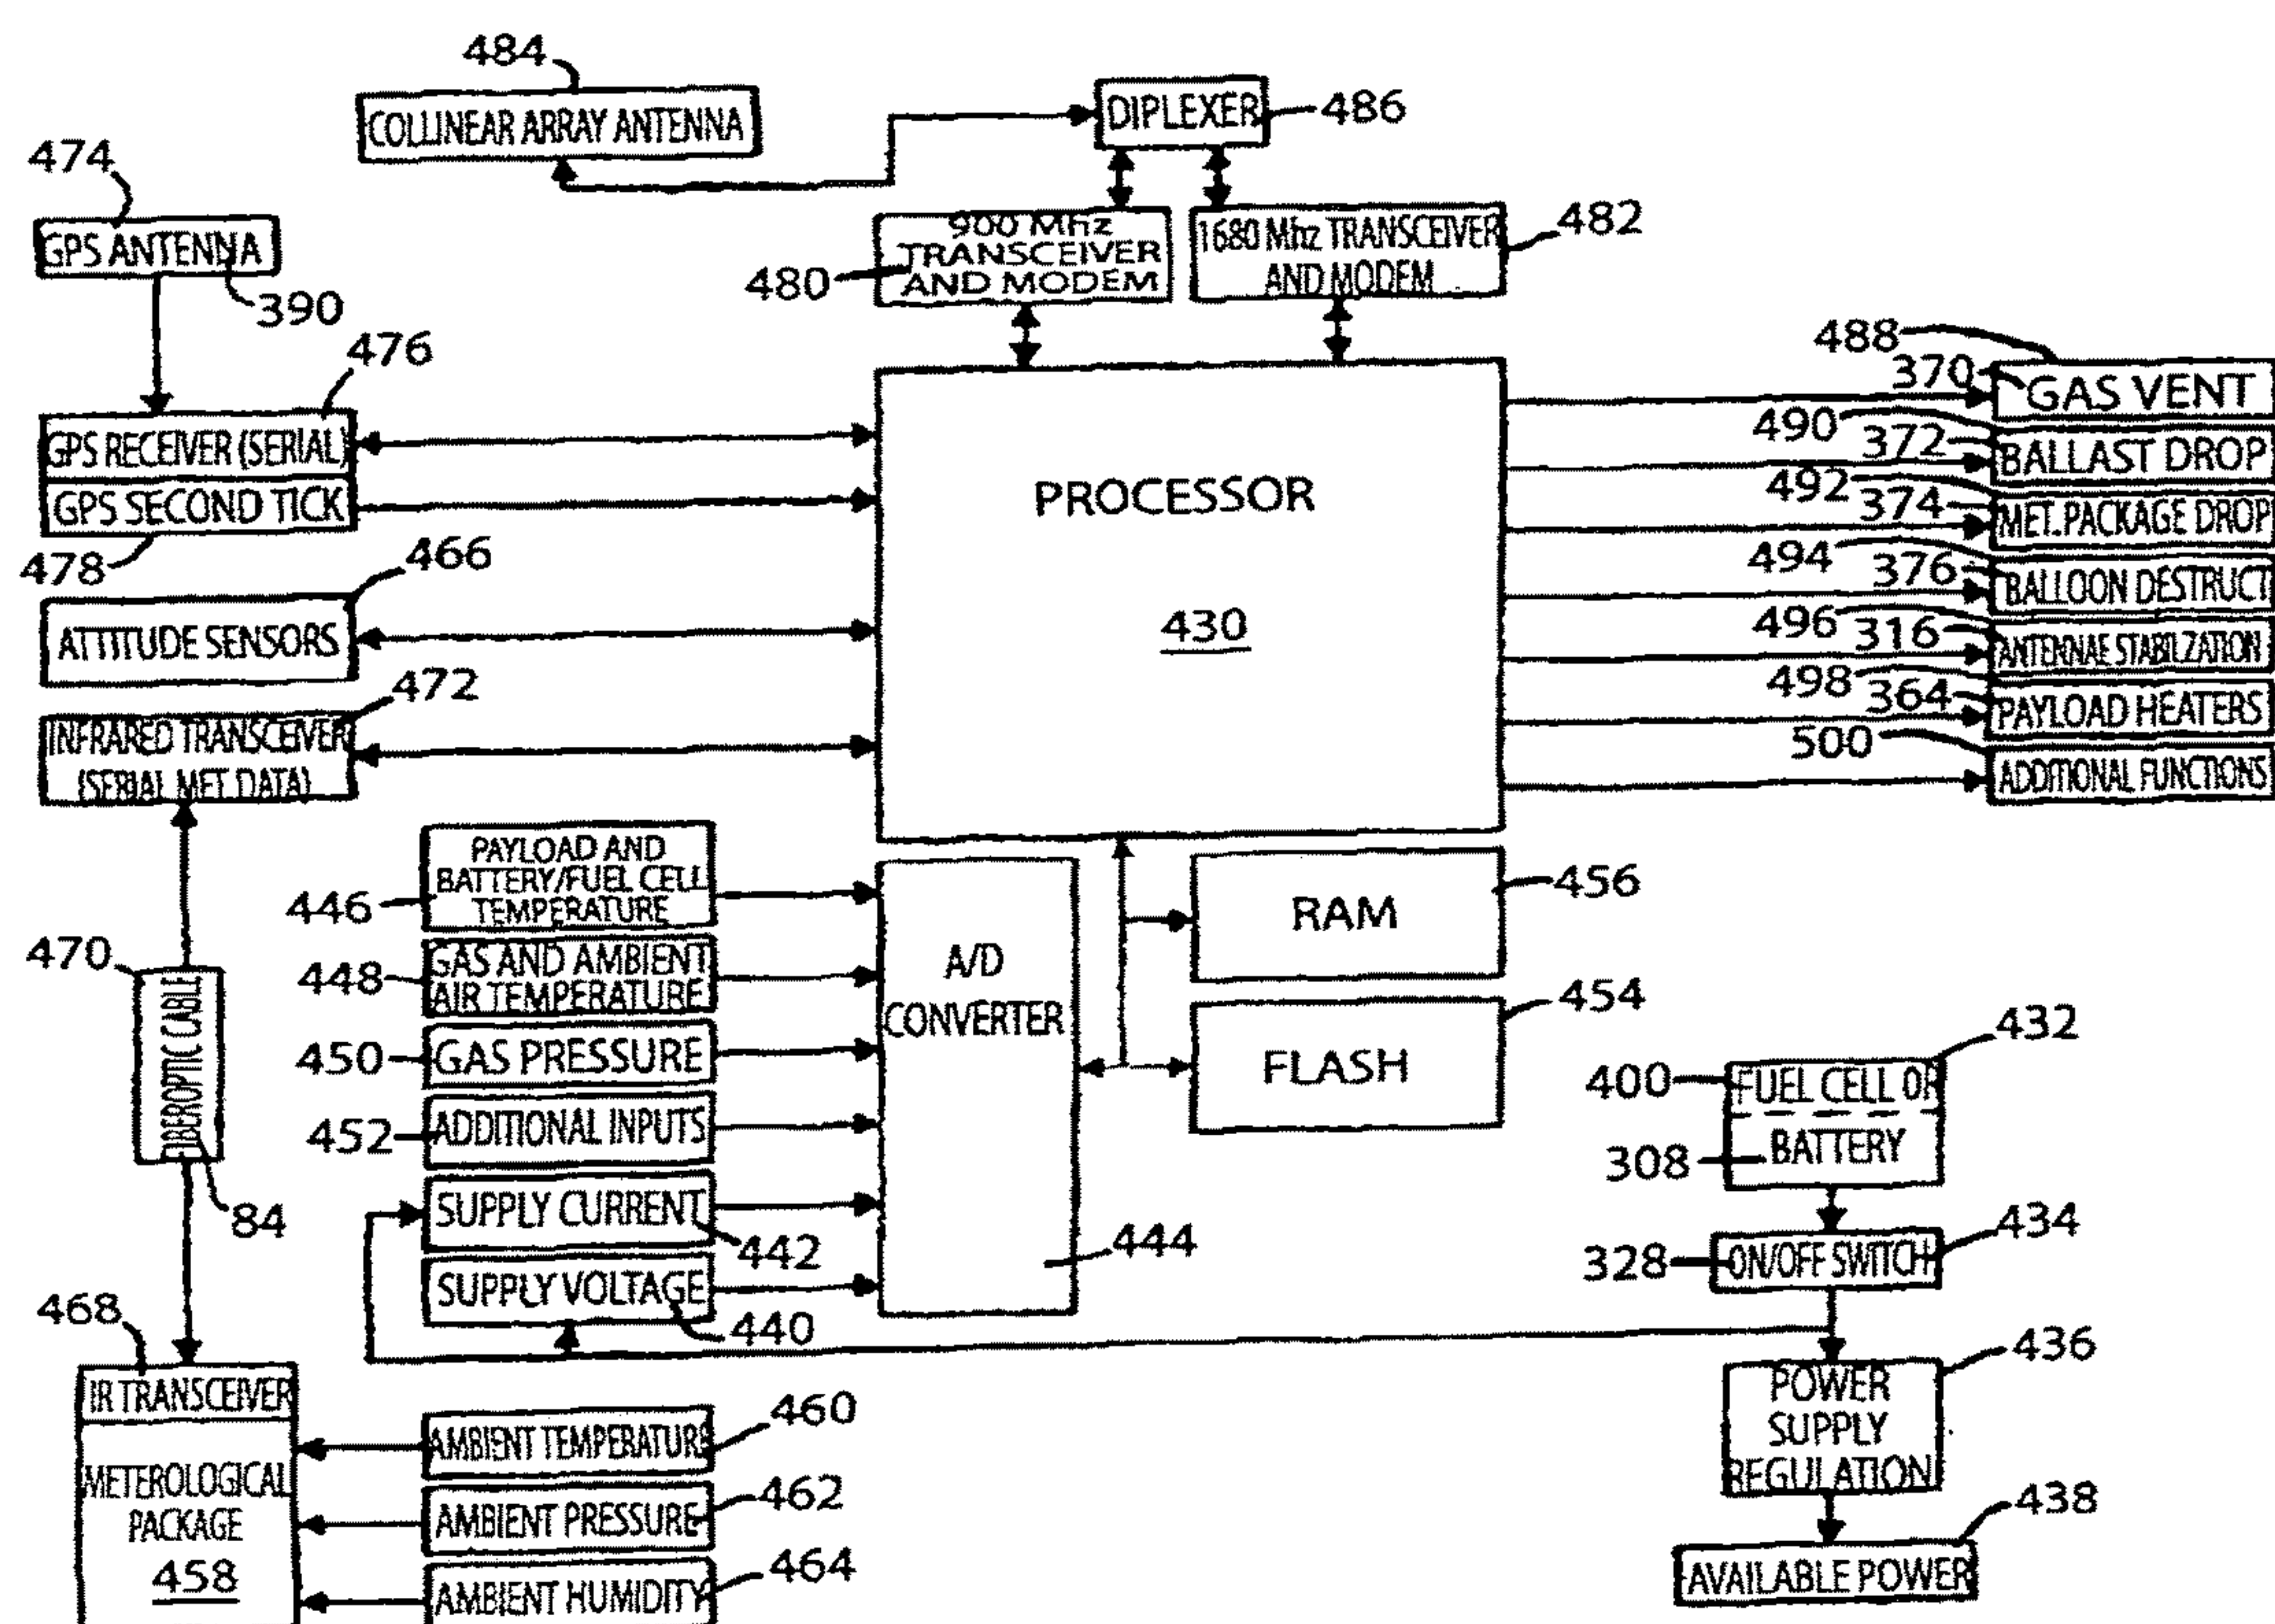 484
COLLINEAR ARRAY ANTENNA
DIPLEXER
486
474
GPS ANTENNA
390
900 Mhz
TRANSCEIVER
AND MODEM
480
1680 Mhz TRANSCEIVER
AND MODEM
482
476
GPS RECEIVER (SERIAL)
GPS SECOND TICK
478
466
ATTITUDE SENSORS
472
INFRARED TRANSCEIVER
(SERIAL MET DATA)
PROCESSOR
430
488
370
GAS VENT
490
372
BALLAST DROP
492
374
MET. PACKAGE DROP
494
376
BALLOON DESTRUCT
496
316
ANTENNAE STABILZATION
498
364
PAYLOAD HEATERS
500
ADDITIONAL FUNCTIONS
470
FIBEROPTIC CABLE
84
PAYLOAD AND
BATTERY/FUEL CELL
TEMPERATURE
446
GAS AND AMBIENT
AIR TEMPERATURE
448
450
GAS PRESSURE
452
ADDITIONAL INPUTS
SUPPLY CURRENT
442
SUPPLY VOLTAGE
440
A/D
CONVERTER
444
RAM
456
FLASH
454
432
400
FUEL CELL OR
BATTERY
308
434
328
ON/OFF SWITCH
436
POWER
SUPPLY
REGULATION
438
AVAILABLE POWER
468
IR TRANSCEIVER
METEROLOGICAL
PACKAGE
458
460
AMBIENT TEMPERATURE
462
AMBIENT PRESSURE
464
AMBIENT HUMIDITY